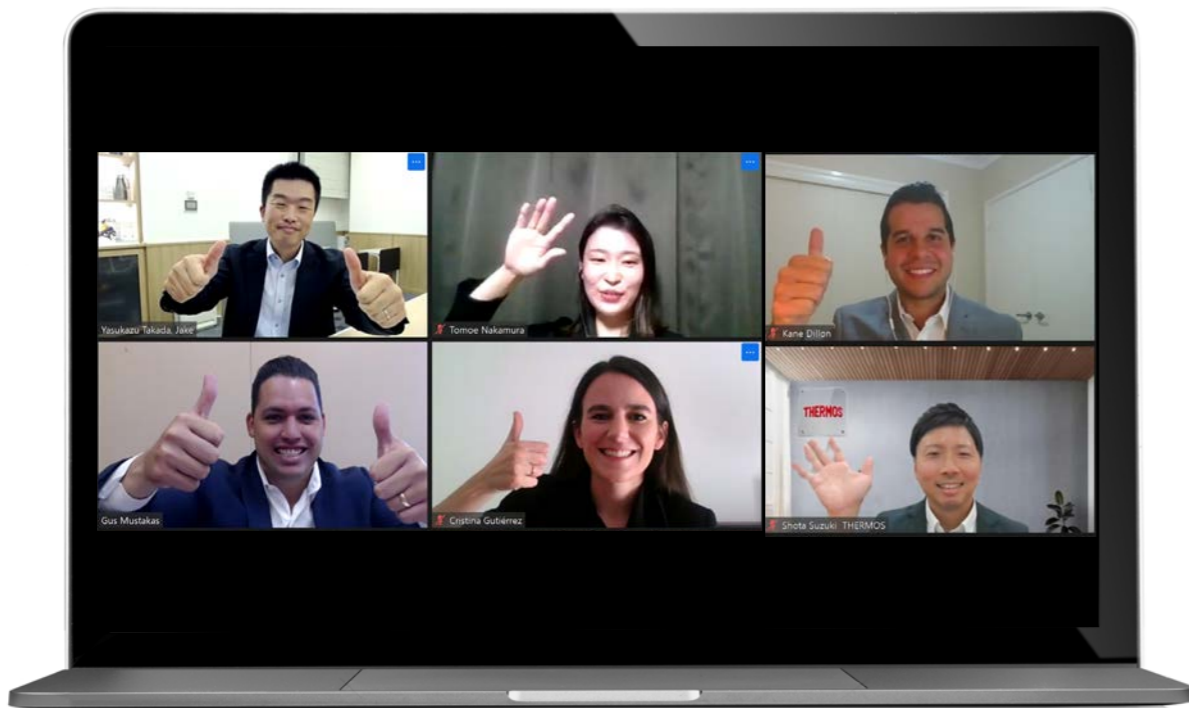 Yasukazu Takada, Jake
Tomoe Nakamura
Kane Dillon
THERMOS
Gus Mustakas
Cristina Gutiérrez
Shota Suzuki THERMOS